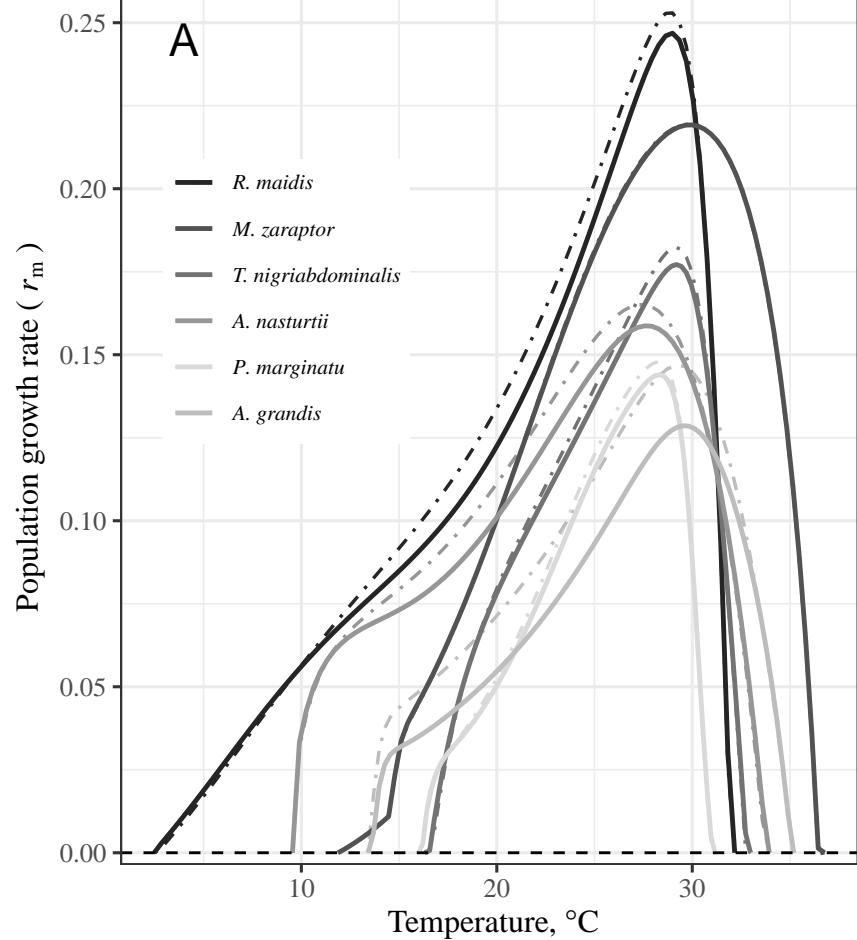 A
0.25
0.20
0.15
0.10
0.05
0.00
Population growth rate ( rm )
R. maidis
M. zaraptor
T. nigriabdominalis
A. nasturtii
P. marginatu
A. grandis
10 20 30
Temperature, °C